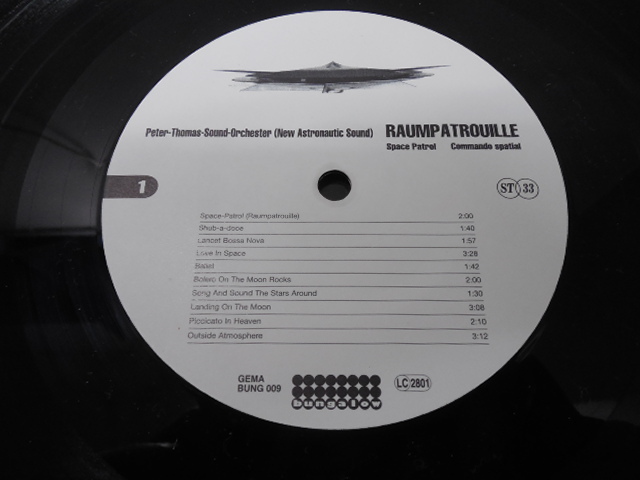 Peter-Thomas-Sound-Orchester (New Astronautic Sound) RAUMPATROUILLE
Space Patrol Commando spatial
1
ST 33
Space-Patrol (Raumpatrouille) 2:00
Shub-a-dooe 1:40
Lancet Bossa Nova 1:57
Love In Space 3:28
Ballet 1:42
Bolero On The Moon Rocks 2:00
Song And Sound The Stars Around 1:30
Landing On The Moon 3:08
Piccicato In Heaven 2:10
Outside Atmosphere 3:12
GEMA
BUNG 009
bungalow
LC 2801